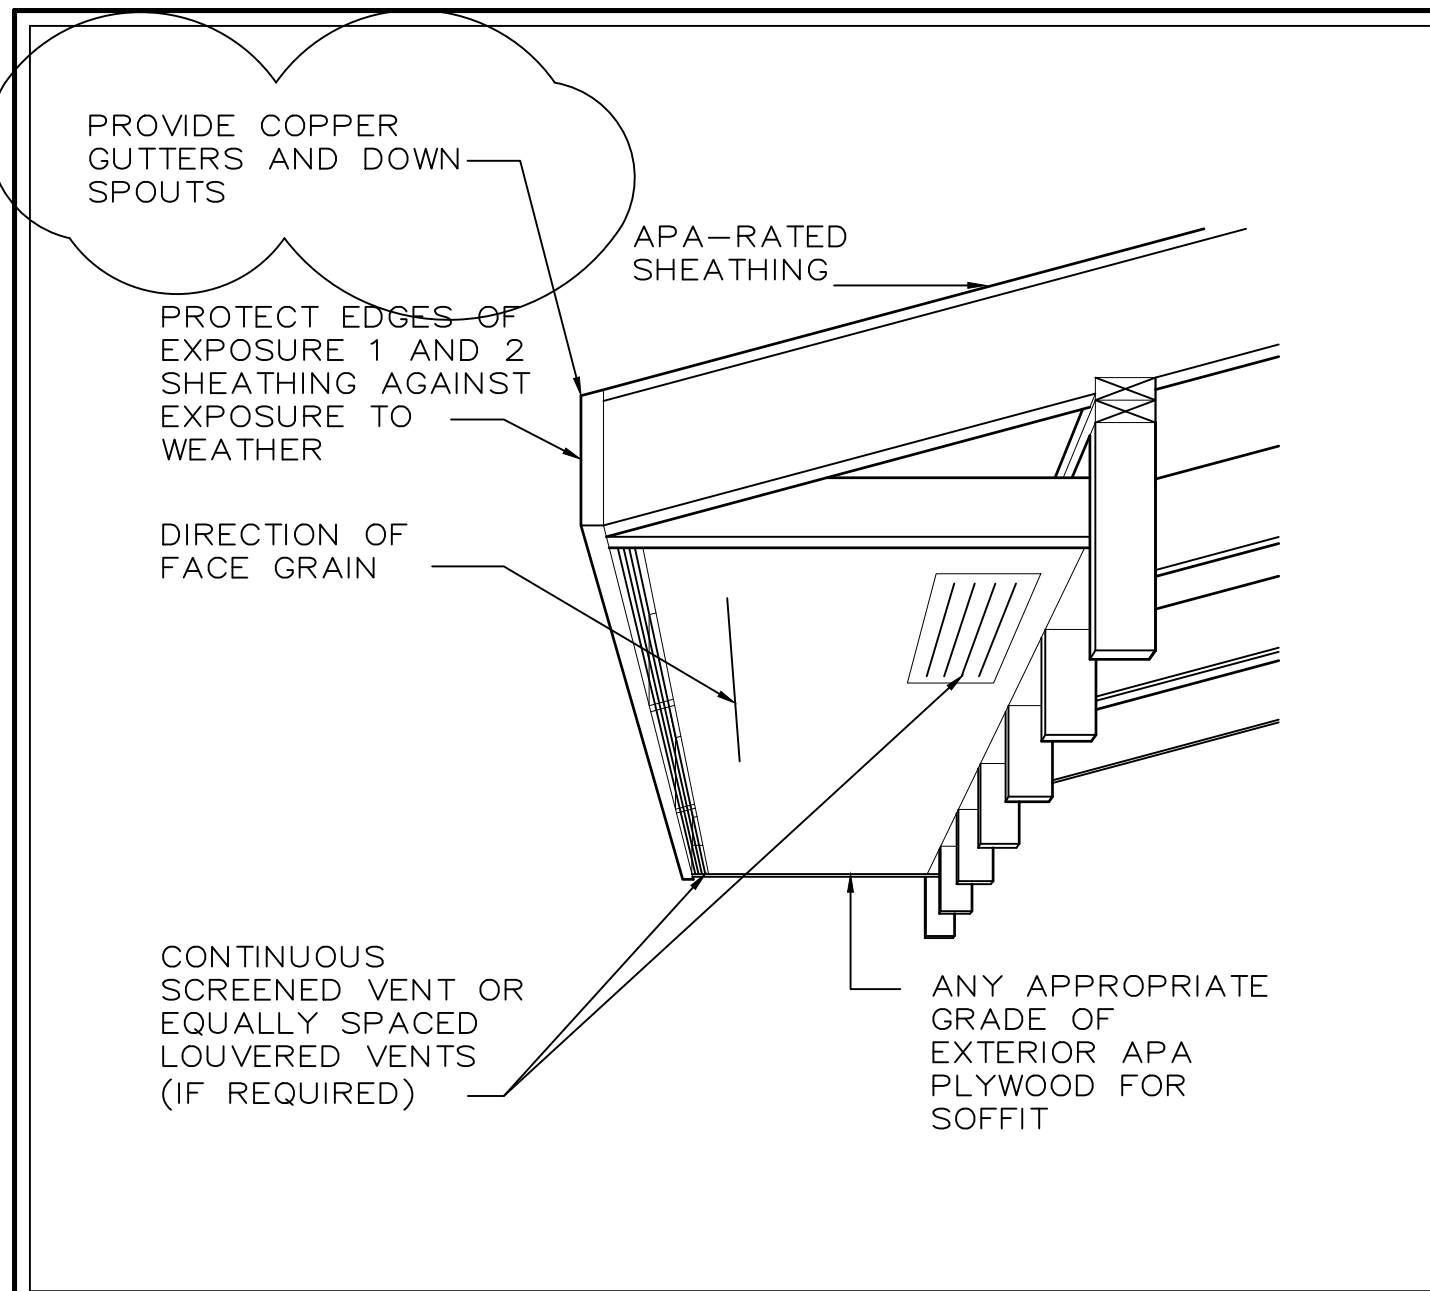 PROVIDE COPPER
GUTTERS AND DOWN
SPOUTS
APA-RATED
SHEATHING
PROTECT EDGES OF
EXPOSURE 1 AND 2
SHEATHING AGAINST
EXPOSURE TO
WEATHER
DIRECTION OF
FACE GRAIN
CONTINUOUS
SCREENED VENT OR
EQUALLY SPACED
LOUVERED VENTS
(IF REQUIRED)
ANY APPROPRIATE
GRADE OF
EXTERIOR APA
PLYWOOD FOR
SOFFIT